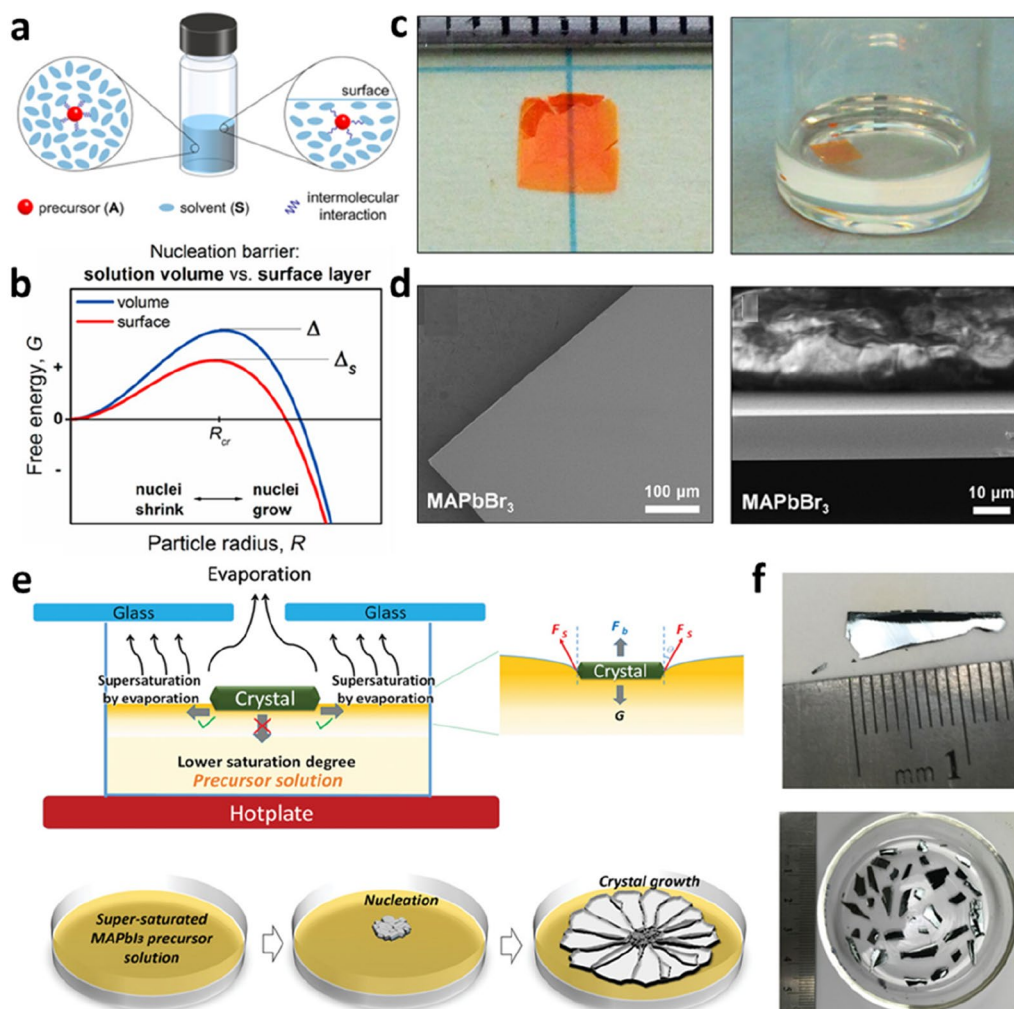 a
surface
precursor (A)
solvent (S)
intermolecular
interaction
b
Nucleation barrier:
solution volume vs. surface layer
volume
surface
Δ
Δs
Free energy, G
+
0
-
Rcr
nuclei
shrink
nuclei
grow
Particle radius, R
c
d
MAPbBr3
100 μm
MAPbBr3
10 μm
e
Evaporation
Glass
Glass
Supersaturation
by evaporation
Crystal
Supersaturation
by evaporation
Lower saturation degree
Precursor solution
Hotplate
Fs
Fb
Fs
θ
Crystal
G
Super-saturated
MAPbI3 precursor
solution
Nucleation
Crystal growth
f
mm 1